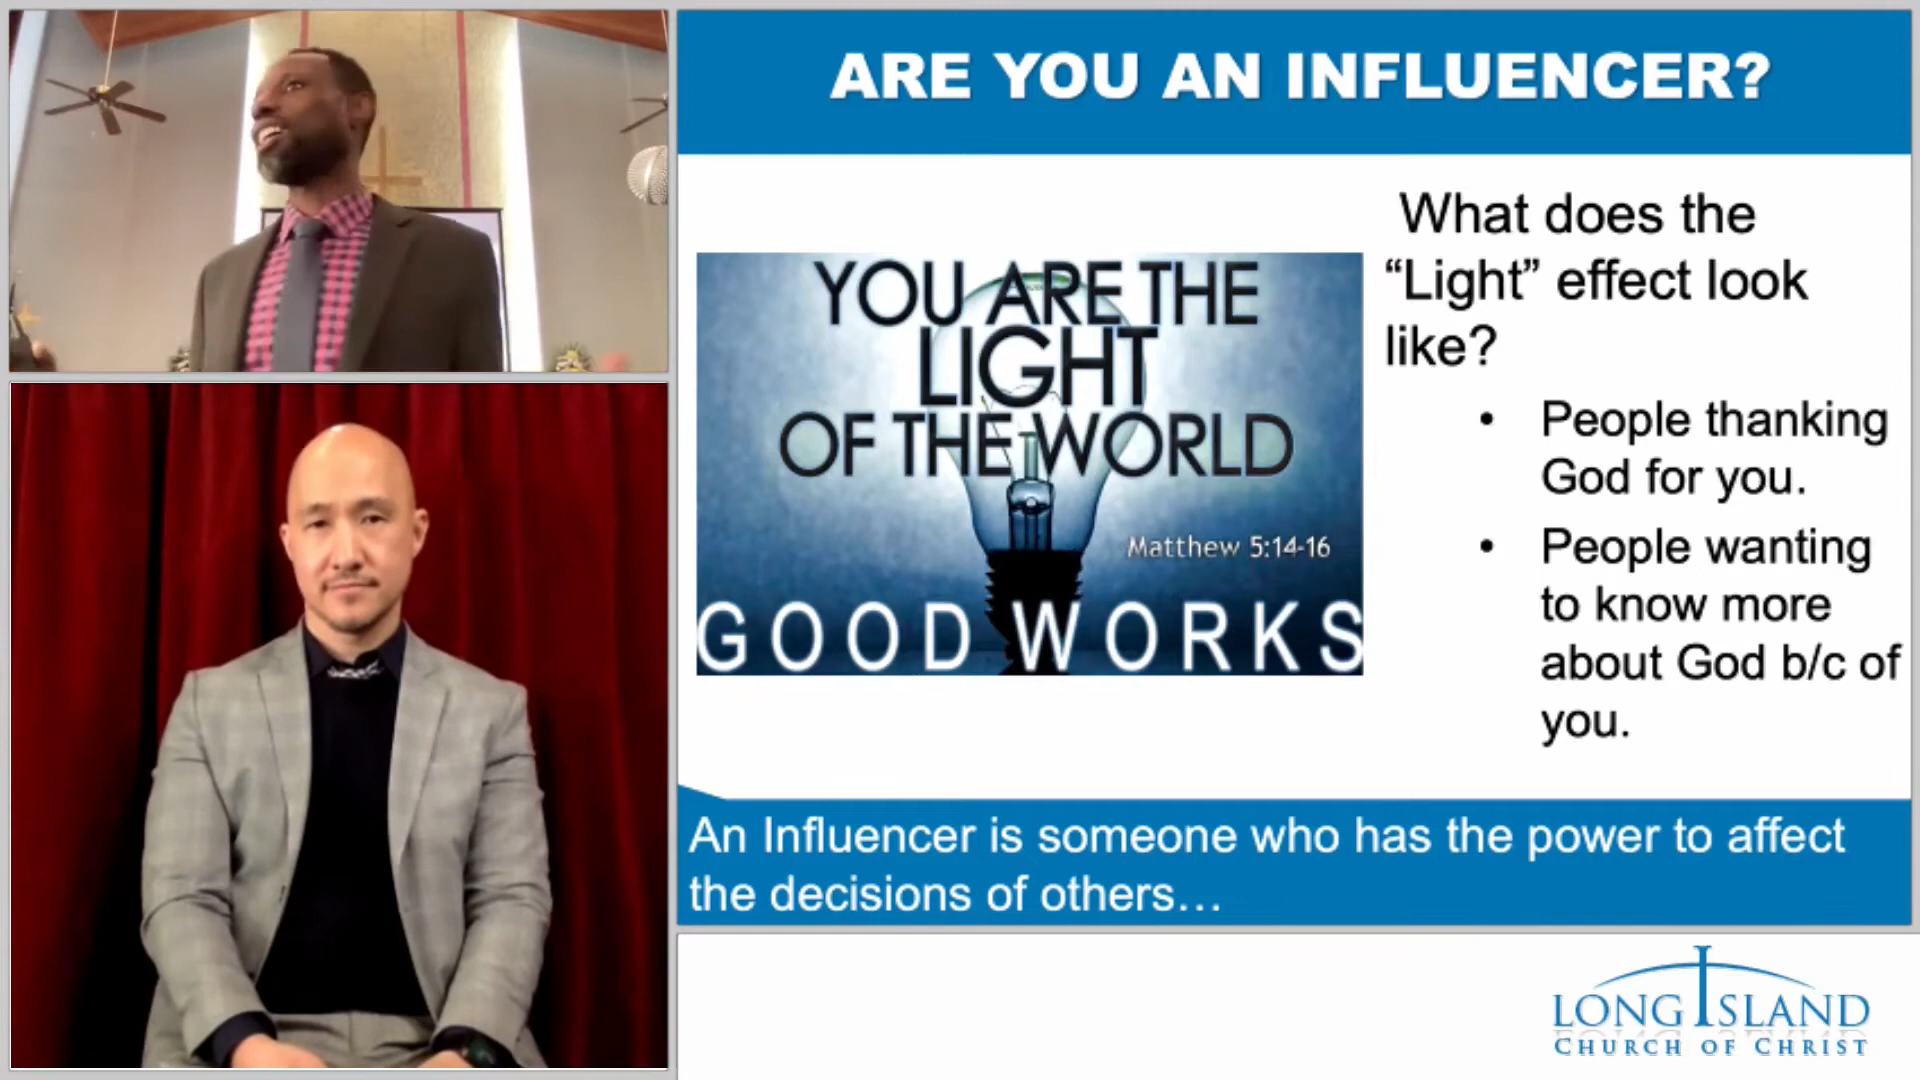 ARE YOU AN INFLUENCER?
YOU ARE THE
LIGHT
OF THE WORLD
Matthew 5:14-16
GOOD WORKS
What does the
“Light” effect look
like?
• People thanking
God for you.
• People wanting
to know more
about God b/c of
you.
An Influencer is someone who has the power to affect
the decisions of others…
LONG ISLAND
CHURCH OF CHRIST